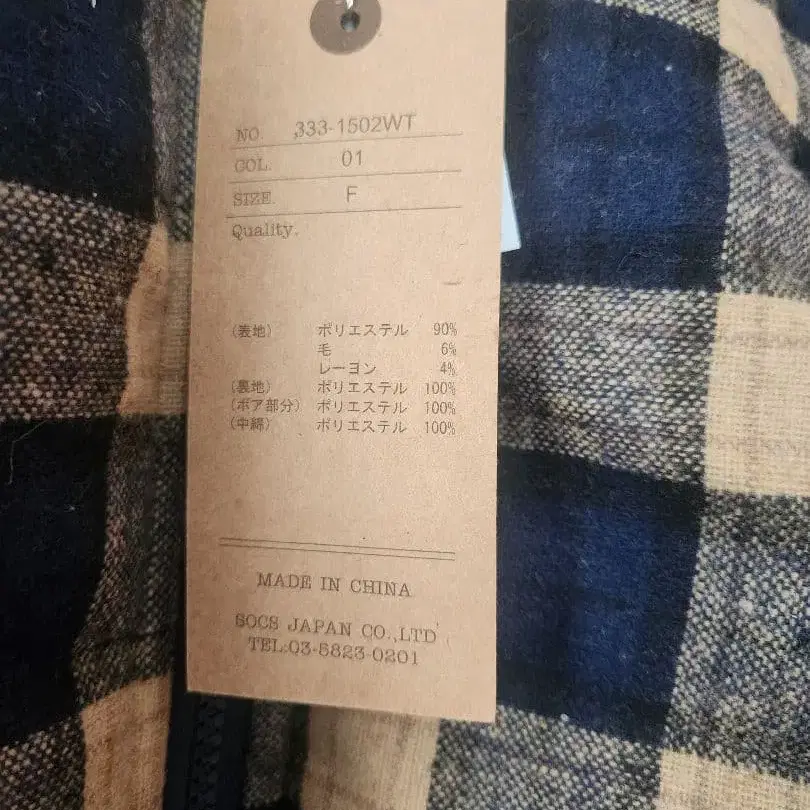 NO. 333-1502WT
COL. 01
SIZE. F
Quality.
(表地) ポリエステル 90%
毛 6%
レーヨン 4%
(裏地) ポリエステル 100%
(ボア部分) ポリエステル 100%
(中綿) ポリエステル 100%
MADE IN CHINA
SOCS JAPAN CO.,LTD
TEL:03-5823-0201